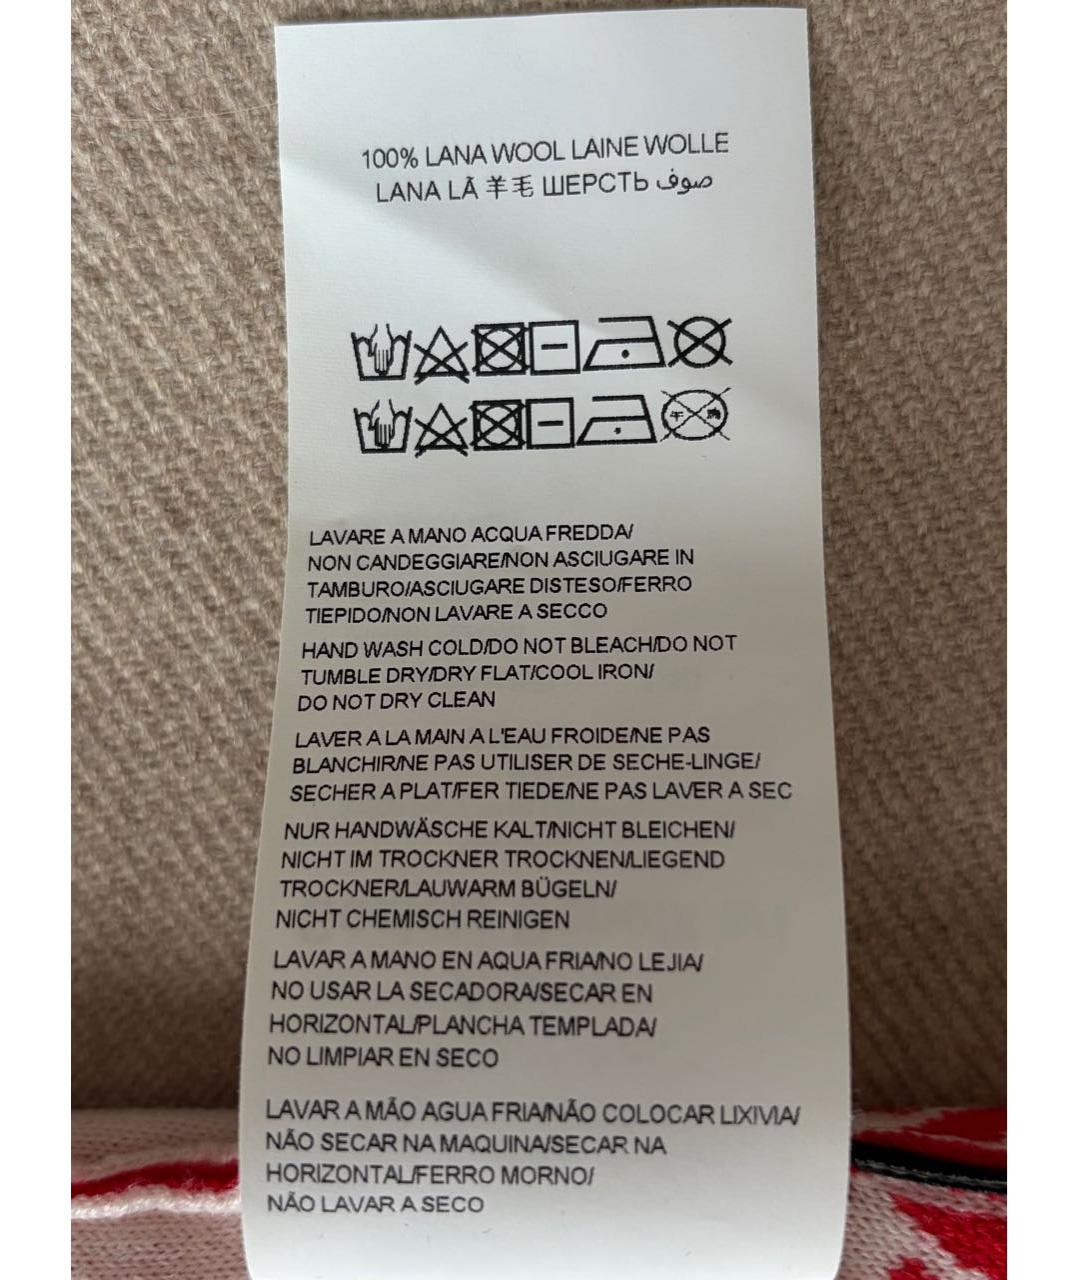 100% LANA WOOL LAINE WOLLE
LANA LÃ 羊毛 ШЕРСТЬ صوف
LAVARE A MANO ACQUA FREDDA/
NON CANDEGGIARE/NON ASCIUGARE IN
TAMBURO/ASCIUGARE DISTESO/FERRO
TIEPIDO/NON LAVARE A SECCO
HAND WASH COLD/DO NOT BLEACH/DO NOT
TUMBLE DRY/DRY FLAT/COOL IRON/
DO NOT DRY CLEAN
LAVER A LA MAIN A L'EAU FROIDE/NE PAS
BLANCHIR/NE PAS UTILISER DE SECHE-LINGE/
SECHER A PLAT/FER TIEDE/NE PAS LAVER A SEC
NUR HANDWÄSCHE KALT/NICHT BLEICHEN/
NICHT IM TROCKNER TROCKNEN/LIEGEND
TROCKNER/LAUWARM BÜGELN/
NICHT CHEMISCH REINIGEN
LAVAR A MANO EN AQUA FRIA/NO LEJIA/
NO USAR LA SECADORA/SECAR EN
HORIZONTAL/PLANCHA TEMPLADA/
NO LIMPIAR EN SECO
LAVAR A MÃO AGUA FRIA/NÃO COLOCAR LIXIVIA/
NÃO SECAR NA MAQUINA/SECAR NA
HORIZONTAL/FERRO MORNO/
NÃO LAVAR A SECO